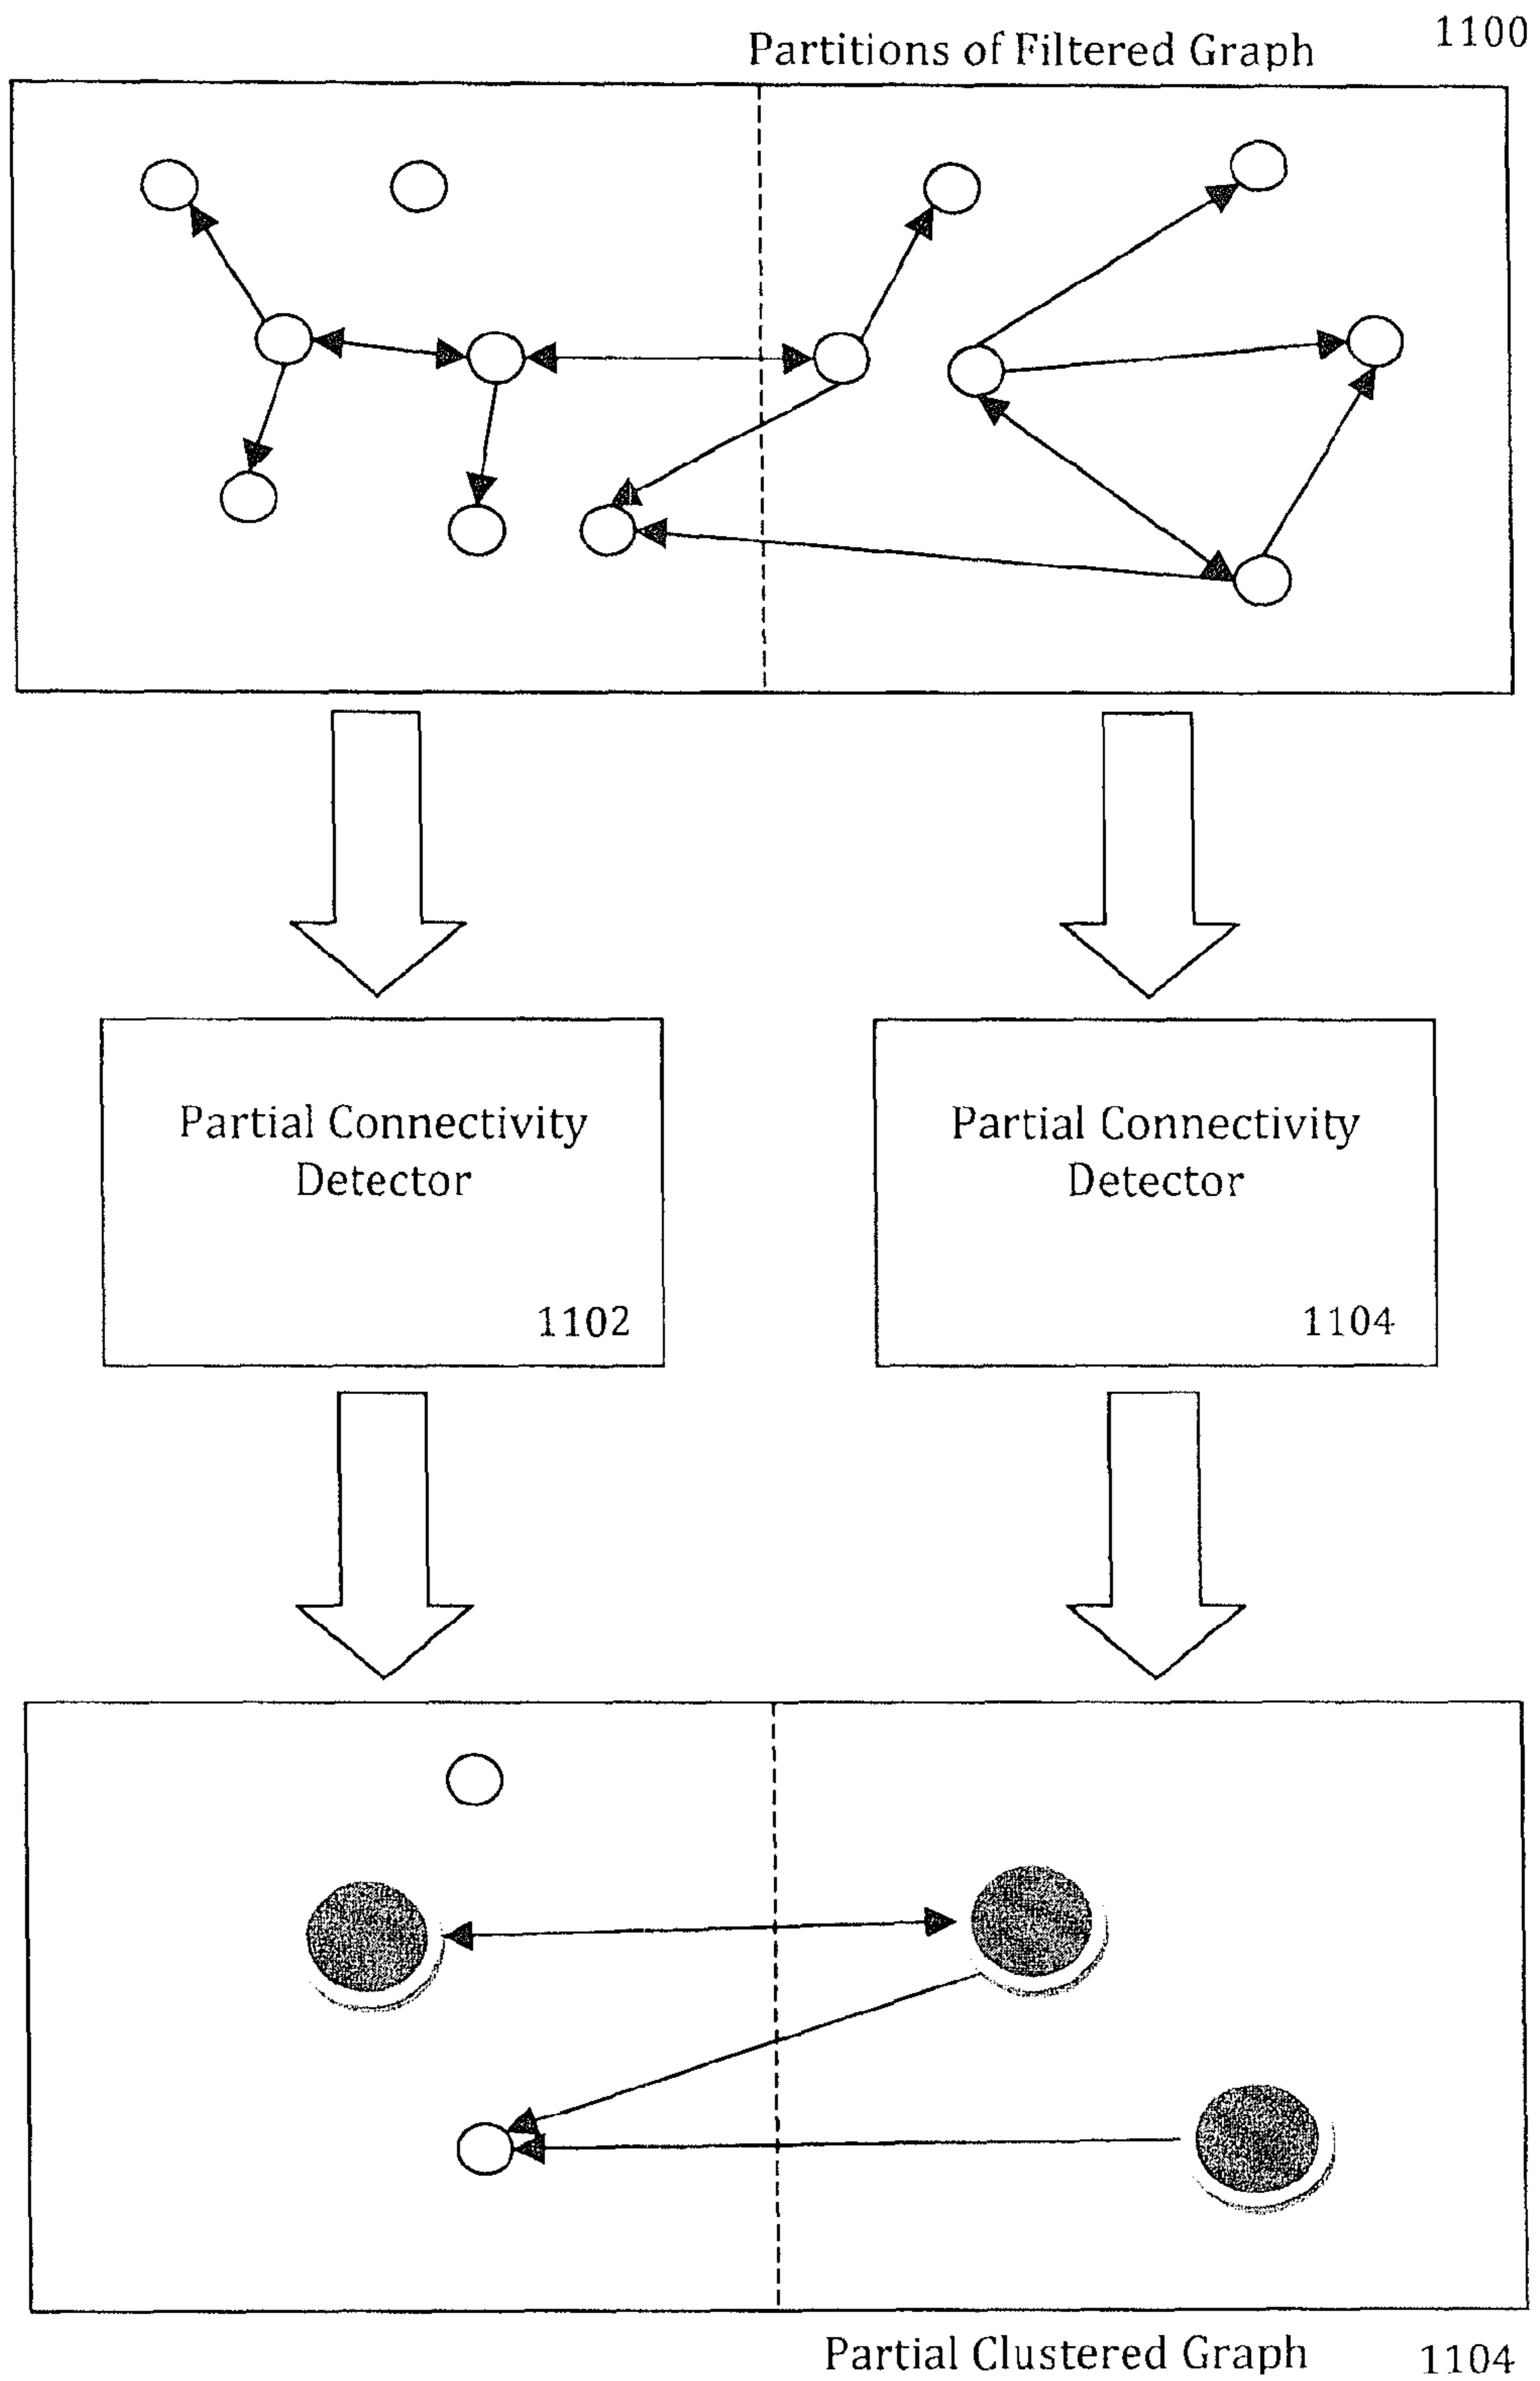 1100
Partitions of Filtered Graph
Partial Connectivity
Detector
1102
Partial Connectivity
Detector
1104
Partial Clustered Graph
1104